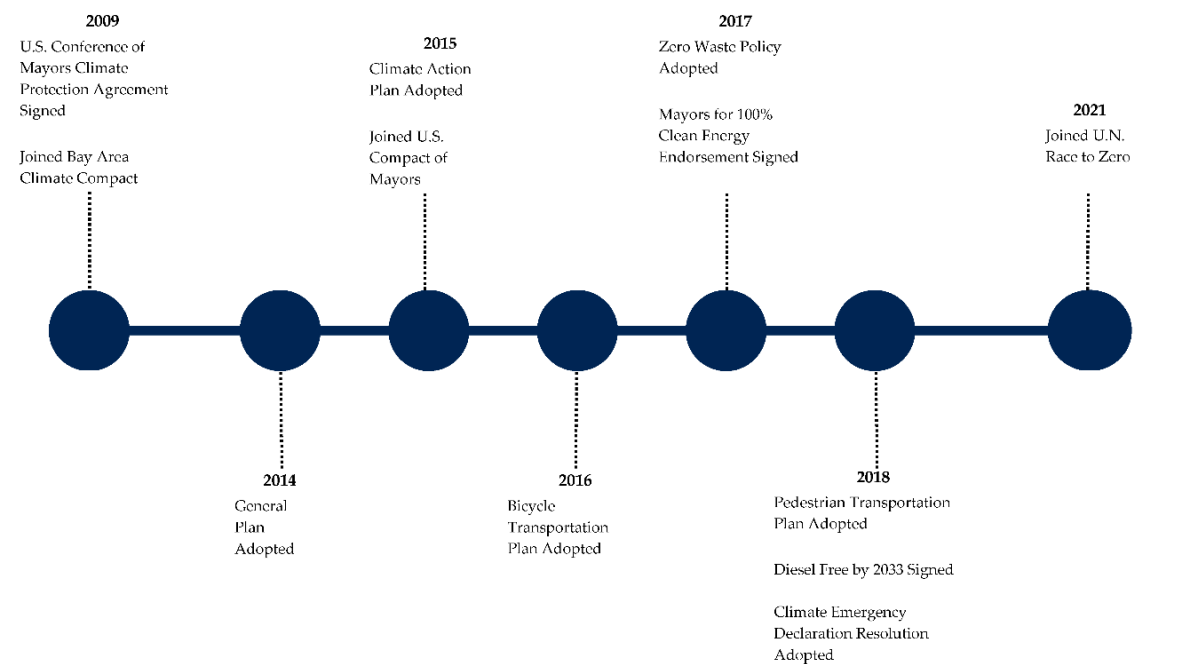 2009
U.S. Conference of
Mayors Climate
Protection Agreement
Signed
Joined Bay Area
Climate Compact
2014
General
Plan
Adopted
2015
Climate Action
Plan Adopted
Joined U.S.
Compact of
Mayors
2016
Bicycle
Transportation
Plan Adopted
2017
Zero Waste Policy
Adopted
Mayors for 100%
Clean Energy
Endorsement Signed
2018
Pedestrian Transportation
Plan Adopted
Diesel Free by 2033 Signed
Climate Emergency
Declaration Resolution
Adopted
2021
Joined U.N.
Race to Zero